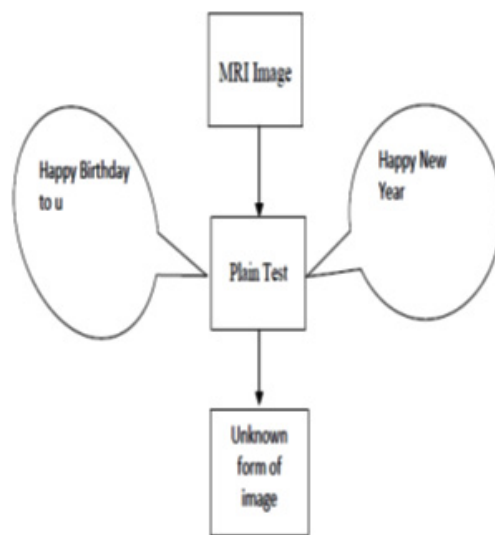 MRI Image
Happy Birthday
to u
Happy New
Year
Plain Test
Unknown
form of
image